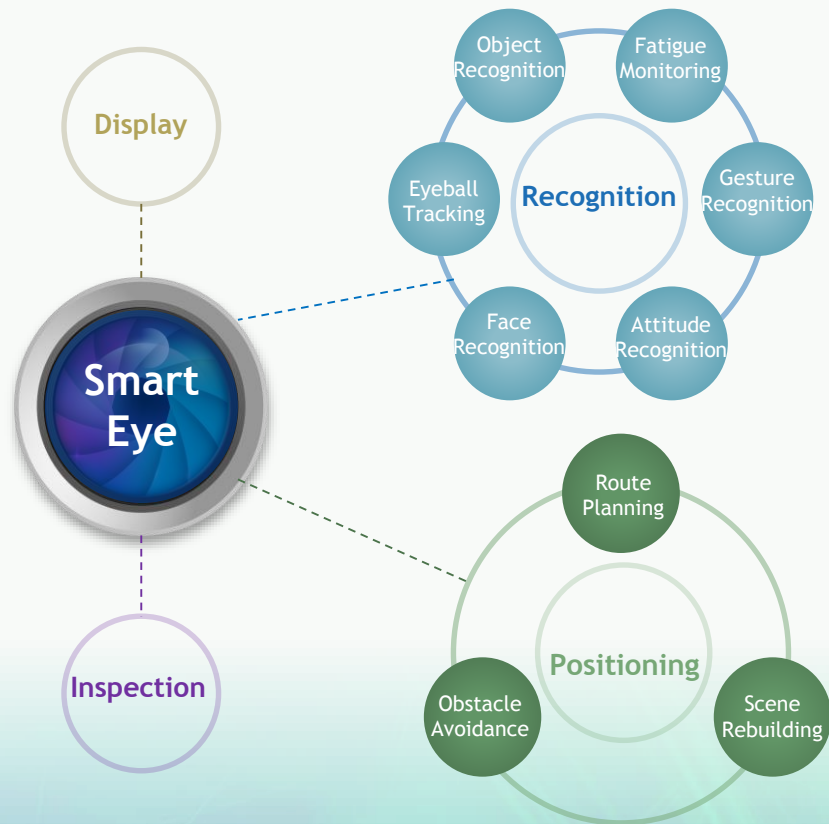 Display
Smart
Eye
Inspection
Recognition
Object
Recognition
Fatigue
Monitoring
Eyeball
Tracking
Gesture
Recognition
Face
Recognition
Attitude
Recognition
Positioning
Route
Planning
Obstacle
Avoidance
Scene
Rebuilding